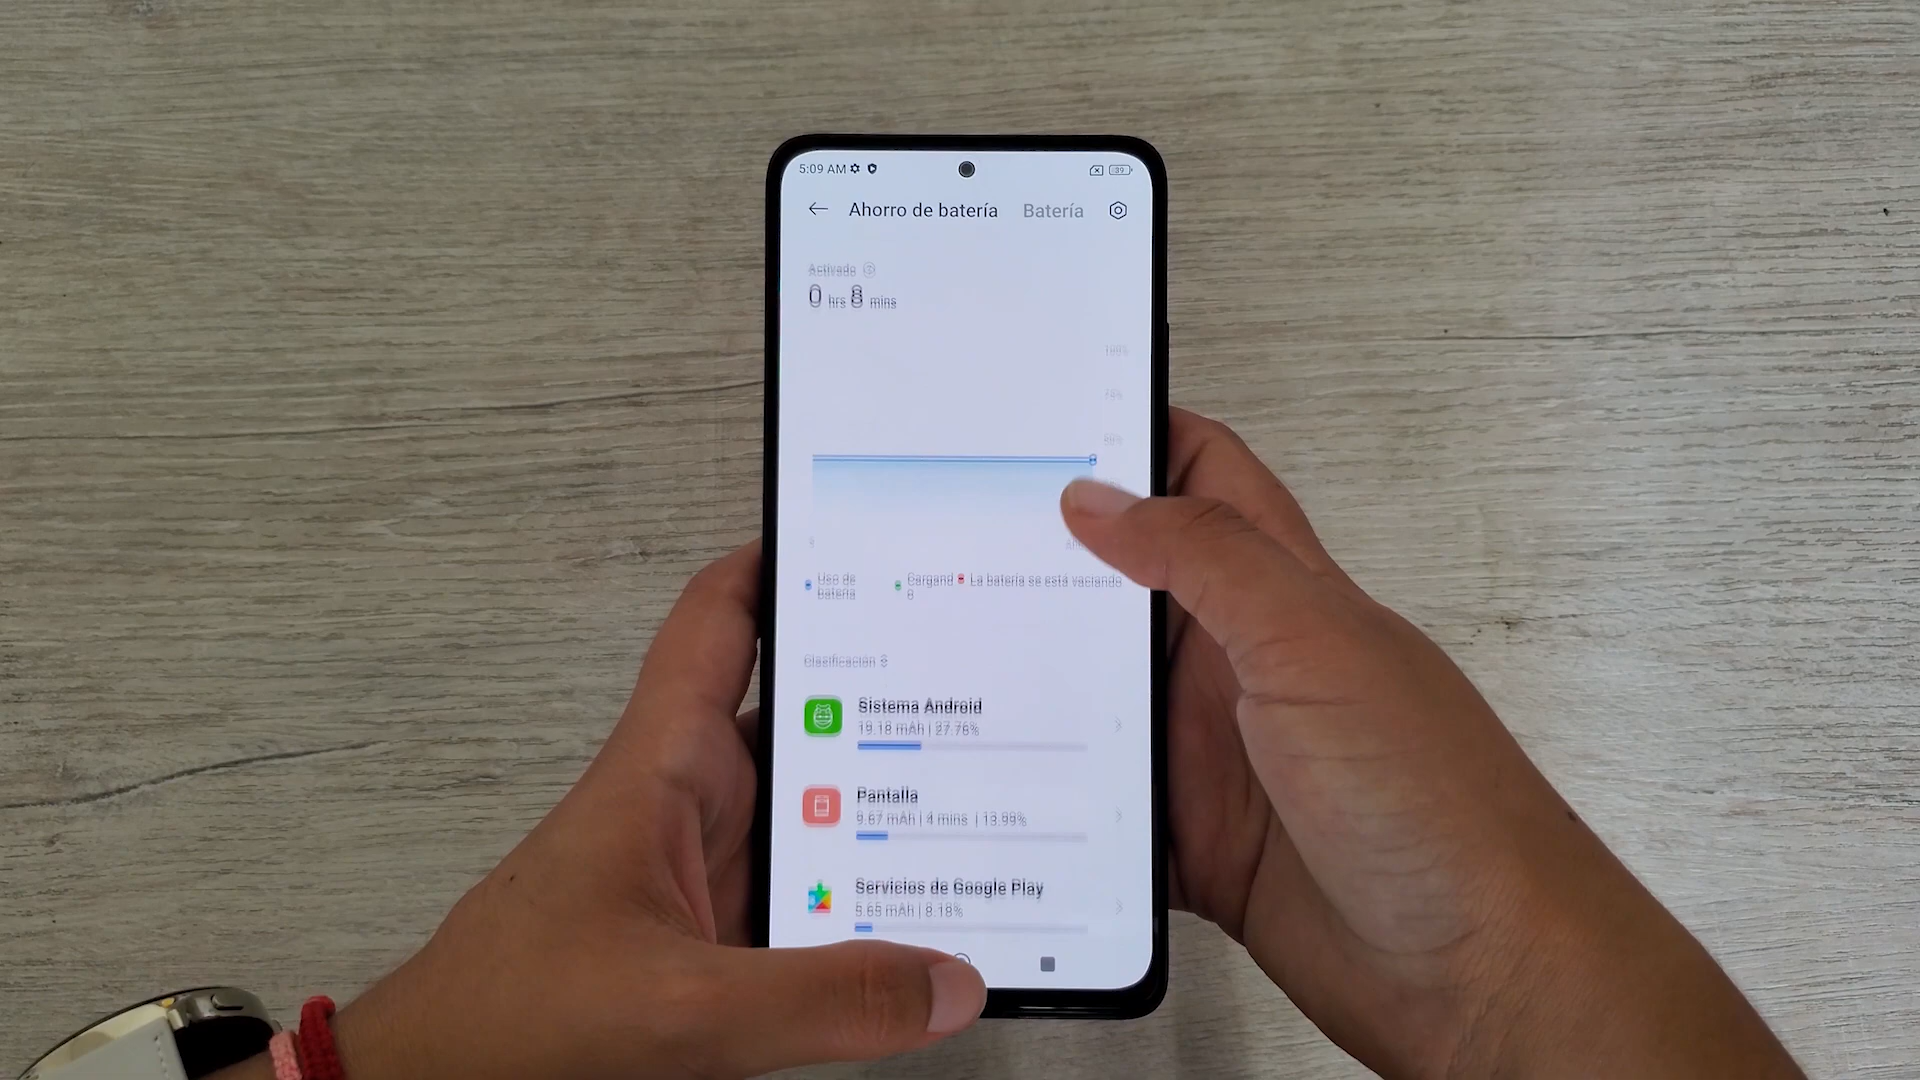 5:09 AM
39
Ahorro de batería Batería
Activado
0 hrs 8 mins
100%
75%
50%
Uso de batería
Cargando
La batería se está vaciando
Clasificación
Sistema Android
19.18 mAh | 27.76%
Pantalla
9.67 mAh | 4 mins | 13.99%
Servicios de Google Play
5.65 mAh | 8.18%